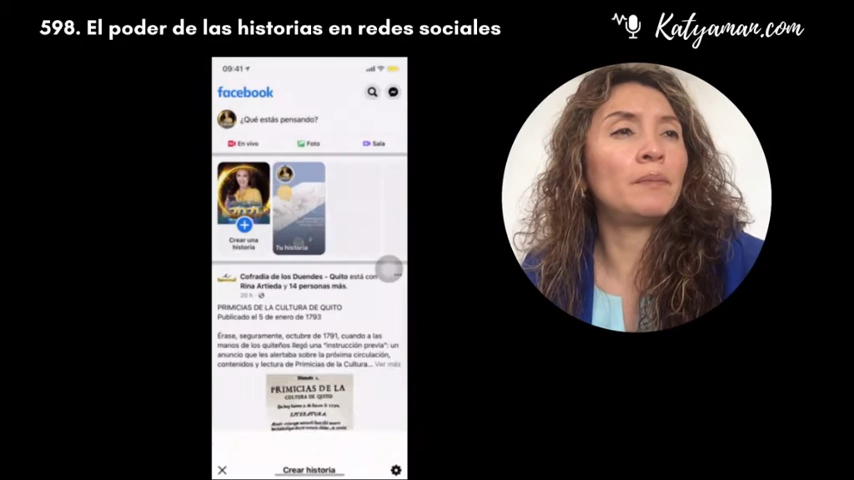 598. El poder de las historias en redes sociales
Katyaman.com
09:41
facebook
¿Qué estás pensando?
En vivo
Foto
Sala
2021
Crear una
historia
Tu historia
Cofradía de los Duendes - Quito está con
Rina Artieda y 14 personas más.
20 h
PRIMICIAS DE LA CULTURA DE QUITO
Publicado el 5 de enero de 1793
Érase, seguramente, octubre de 1791, cuando a las
manos de los quiteños llegó una "instrucción previa": un
anuncio que les alertaba sobre la próxima circulación,
contenidos y lectura de Primicias de la Cultura... Ver más
PRIMICIAS DE LA
CULTURA DE QUITO
LITERATURA.
Crear historia